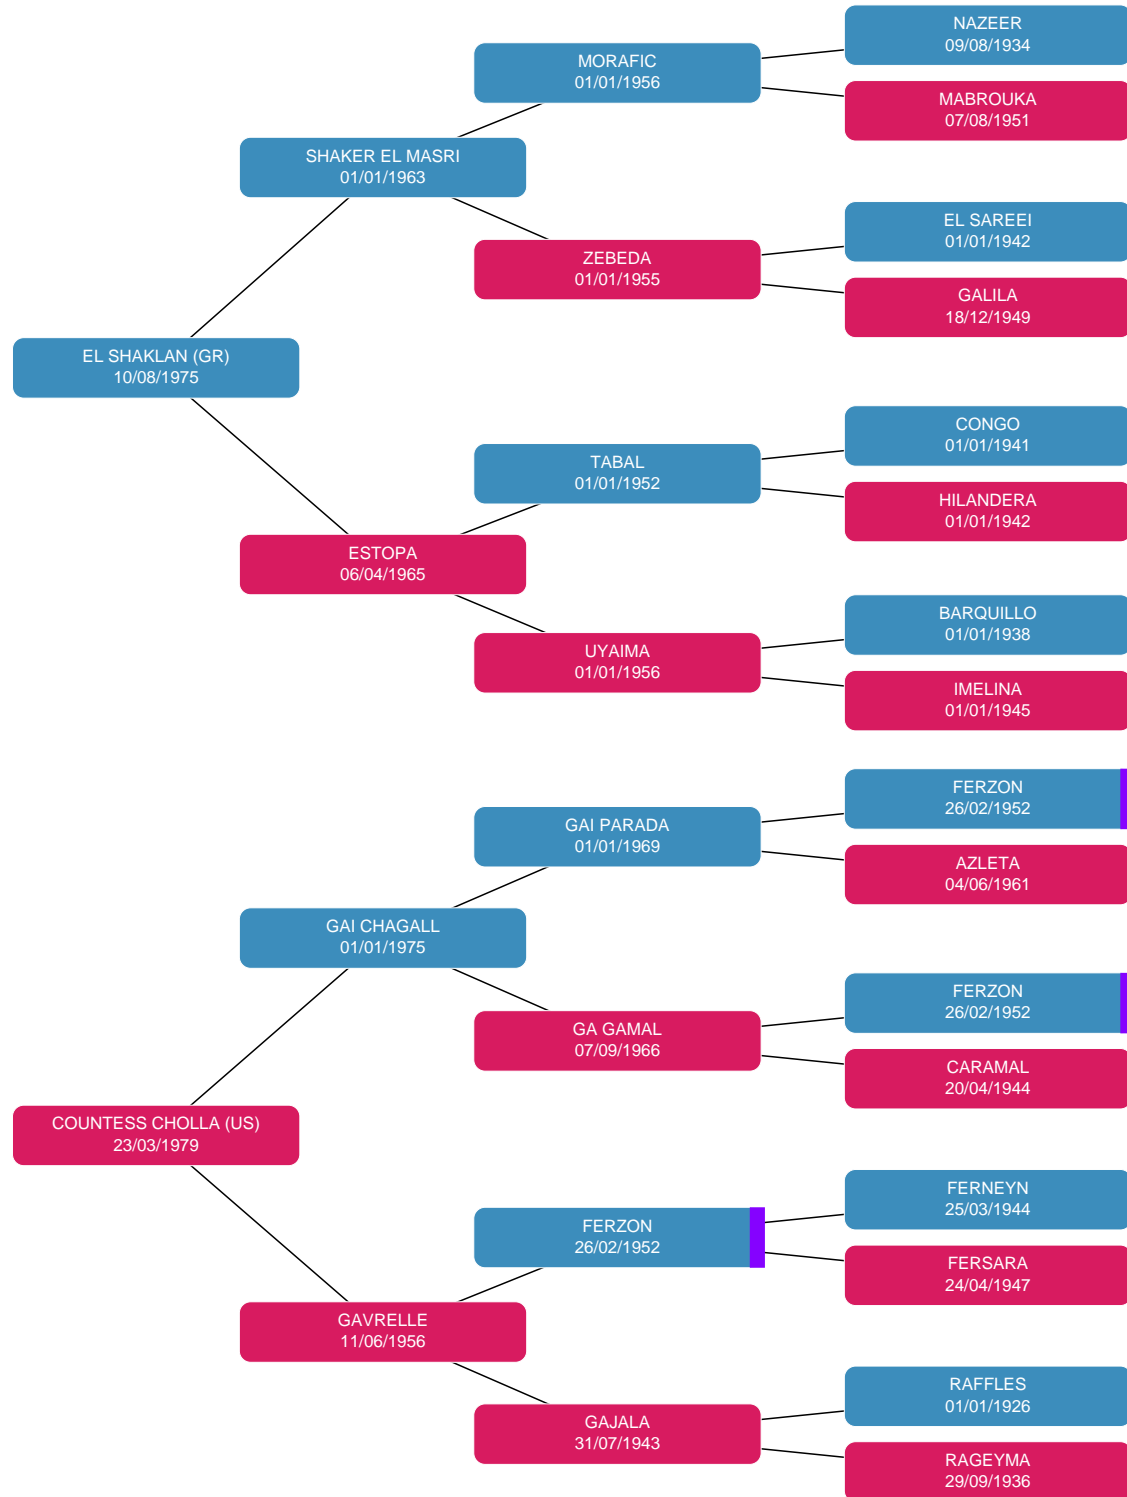 NAZEER
09/08/1934
MORAFIC
01/01/1956
MABROUKA
07/08/1951
SHAKER EL MASRI
01/01/1963
EL SAREEI
01/01/1942
ZEBEDA
01/01/1955
GALILA
18/12/1949
EL SHAKLAN (GR)
10/08/1975
CONGO
01/01/1941
TABAL
01/01/1952
HILANDERA
01/01/1942
ESTOPA
06/04/1965
BARQUILLO
01/01/1938
UYAIMA
01/01/1956
IMELINA
01/01/1945
FERZON
26/02/1952
GAI PARADA
01/01/1969
AZLETA
04/06/1961
GAI CHAGALL
01/01/1975
FERZON
26/02/1952
GA GAMAL
07/09/1966
CARAMAL
20/04/1944
COUNTESS CHOLLA (US)
23/03/1979
FERNEYN
25/03/1944
FERZON
26/02/1952
FERSARA
24/04/1947
GAVRELLE
11/06/1956
RAFFLES
01/01/1926
GAJALA
31/07/1943
RAGEYMA
29/09/1936